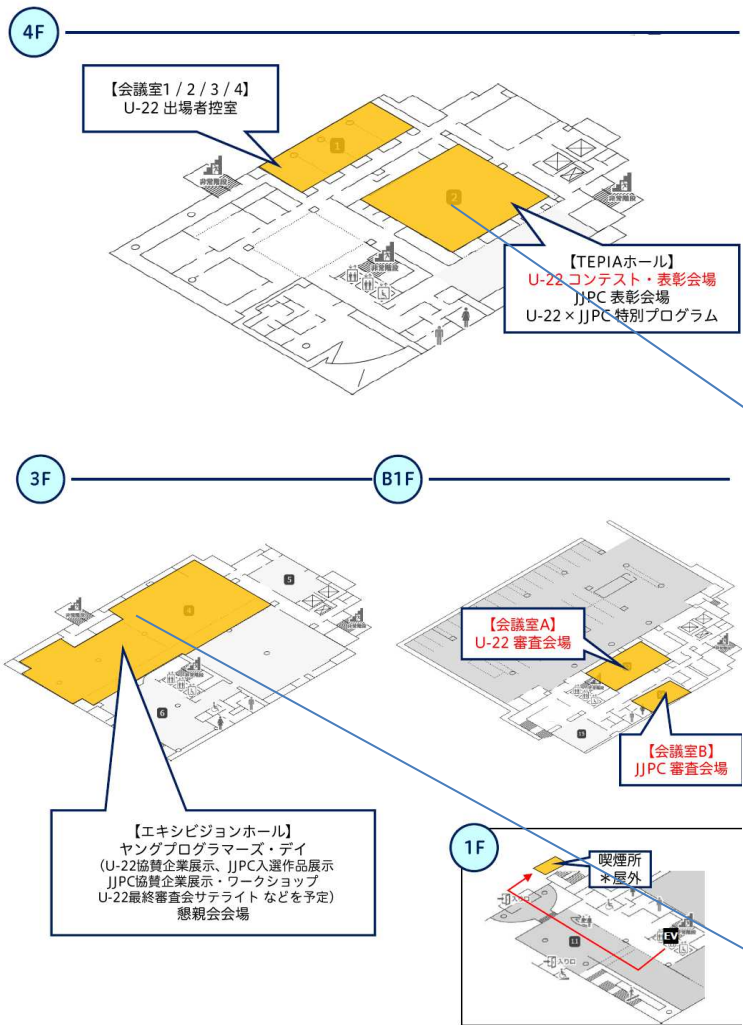 4F
【会議室1 / 2 / 3 / 4】
U-22 出場者控室
1
非常階段
2
非常階段
非常階段
【TEPIAホール】
U-22 コンテスト・表彰会場
JJPC 表彰会場
U-22 × JJPC 特別プログラム
3F
5
4
非常階段
非常階段
非常階段
6
【エキシビジョンホール】
ヤングプログラマーズ・デイ
(U-22協賛企業展示、JJPC入選作品展示
JJPC協賛企業展示・ワークショップ
U-22最終審査会サテライト などを予定)
懇親会会場
B1F
【会議室A】
U-22 審査会場
【会議室B】
JJPC 審査会場
1F
喫煙所
＊屋外
入り口
11
EV
入り口